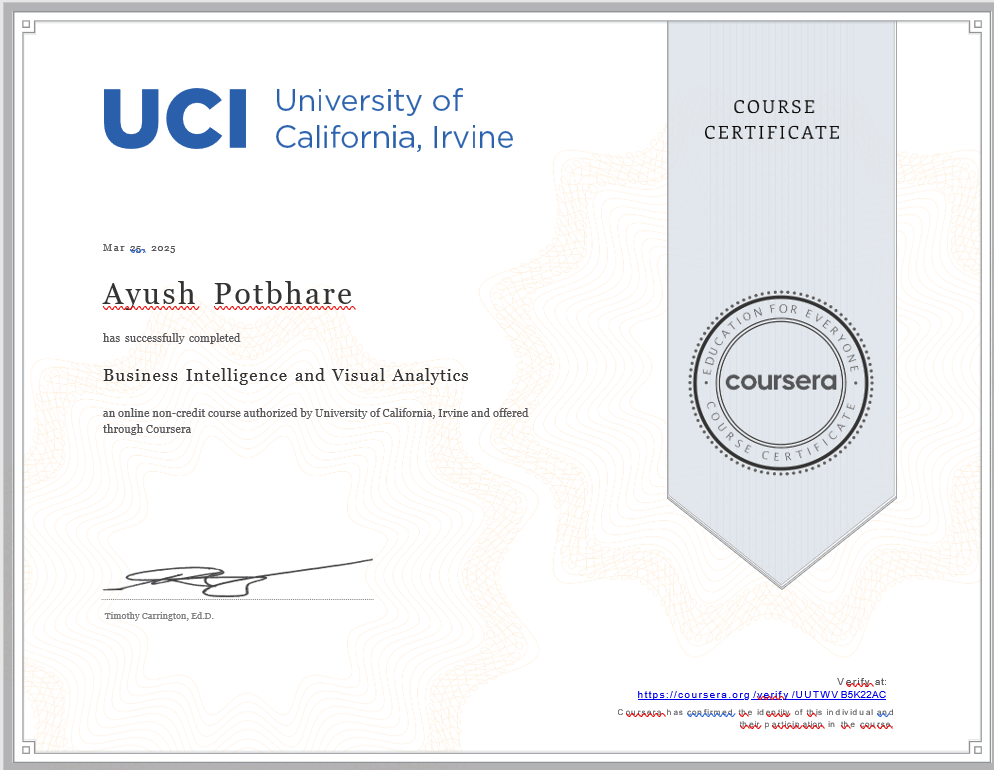 UCI University of
California, Irvine
COURSE
CERTIFICATE
Mar 25, 2025
Ayush Potbhare
has successfully completed
Business Intelligence and Visual Analytics
an online non-credit course authorized by University of California, Irvine and offered
through Coursera
EDUCATION FOR EVERYONE
coursera
COURSE CERTIFICATE
Timothy Carrington, Ed.D.
Verify at:
https://coursera.org/verify/UUTWVB5K22AC
Coursera has confirmed the identity of this individual and
their participation in the course.